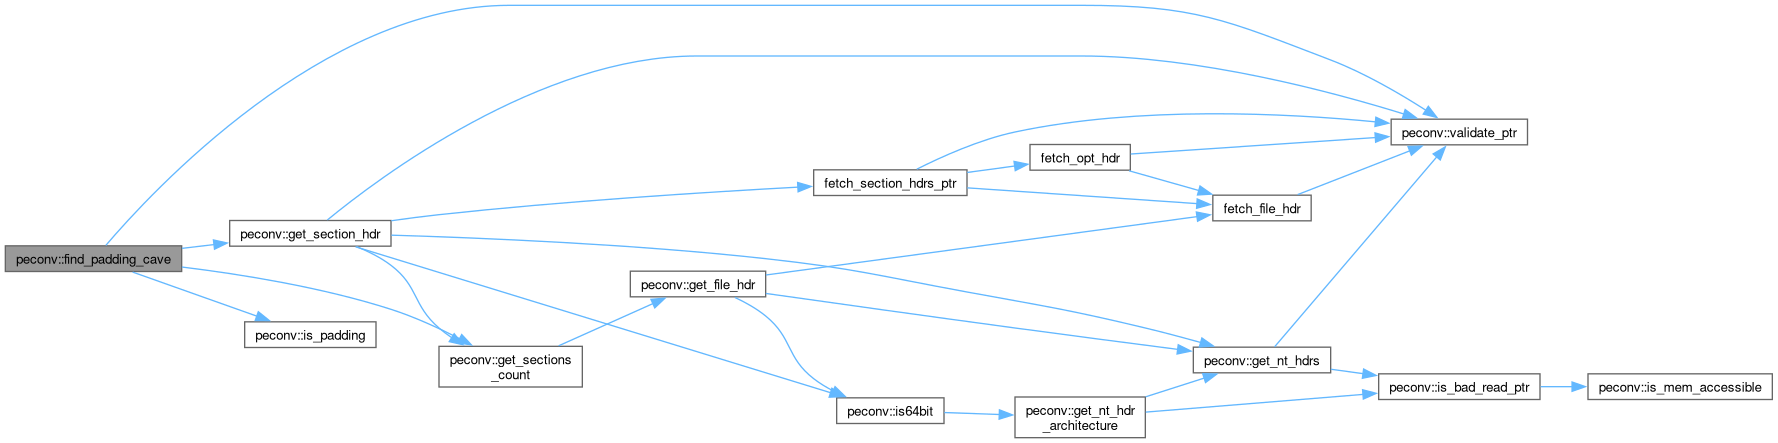 peconv::find_padding_cave
peconv::get_section_hdr
peconv::is_padding
peconv::get_sections
_count
peconv::get_file_hdr
fetch_section_hdrs_ptr
peconv::is64bit
fetch_opt_hdr
peconv::get_nt_hdr
_architecture
fetch_file_hdr
peconv::get_nt_hdrs
peconv::validate_ptr
peconv::is_bad_read_ptr
peconv::is_mem_accessible